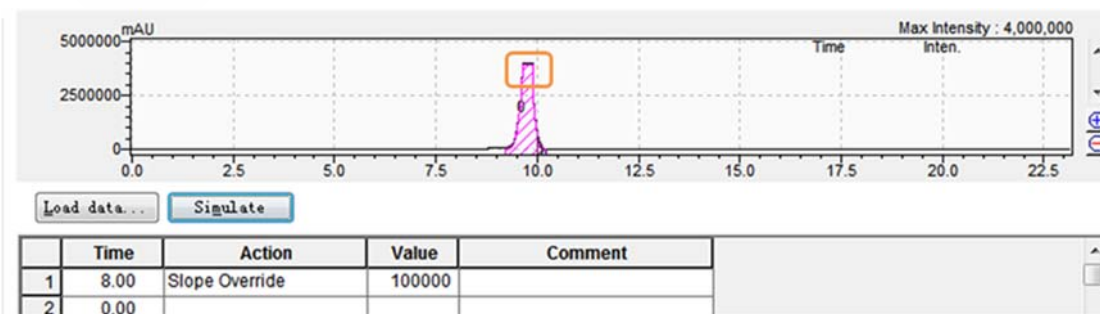 mAU
Max Intensity : 4,000,000
5000000
Time Inten.
2500000
0
0.0 2.5 5.0 7.5 10.0 12.5 15.0 17.5 20.0 22.5
Load data... Simulate
Time Action Value Comment
1 8.00 Slope Override 100000
2 0.00